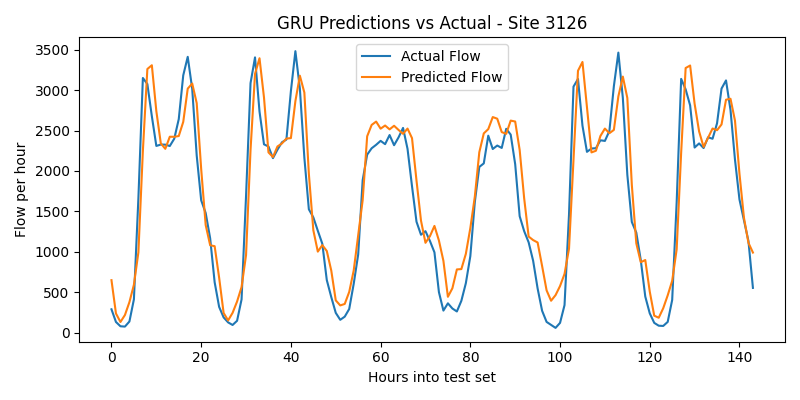 GRU Predictions vs Actual - Site 3126
Actual Flow
Predicted Flow
Flow per hour
3500
3000
2500
2000
1500
1000
500
0
0 20 40 60 80 100 120 140
Hours into test set